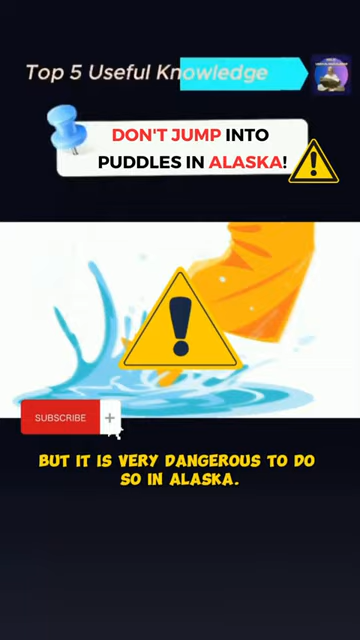 Top 5 Useful Knowledge
DON'T JUMP INTO
PUDDLES IN ALASKA!
SUBSCRIBE
BUT IT IS VERY DANGEROUS TO DO
SO IN ALASKA.